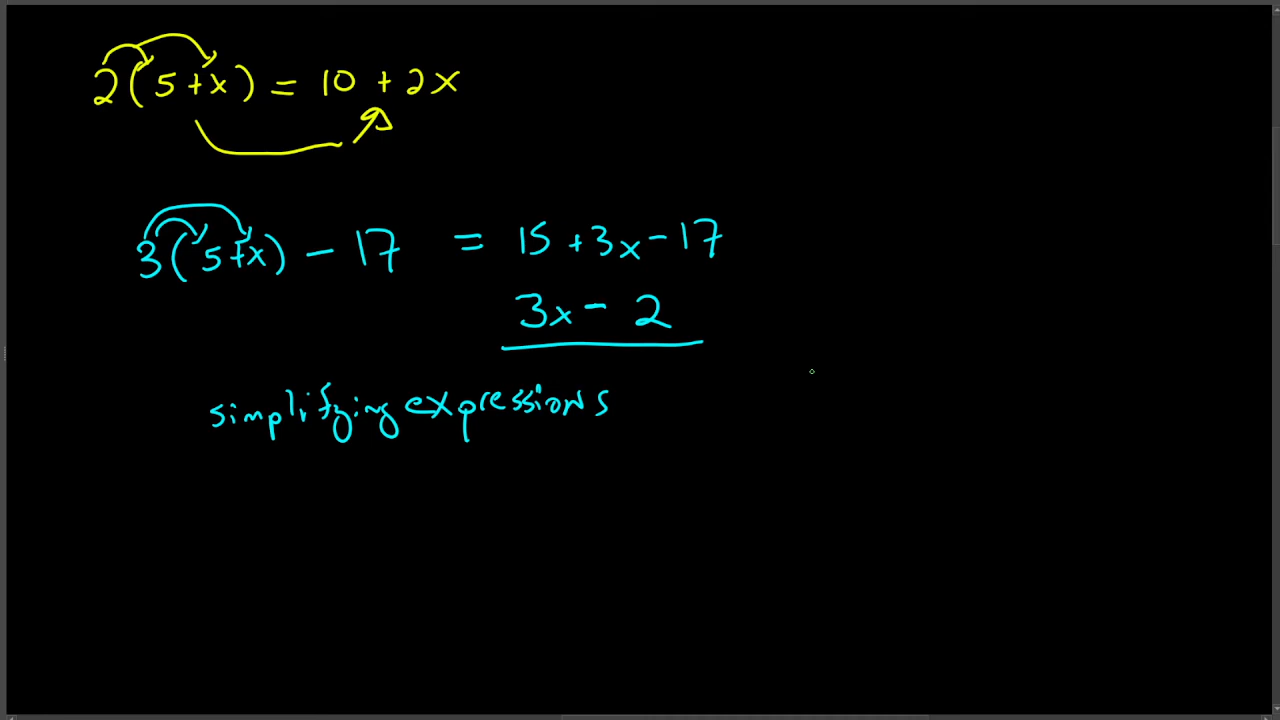 2(5+x) = 10 + 2x
3(5+x) - 17 = 15 + 3x - 17
3x - 2
simplifying expressions